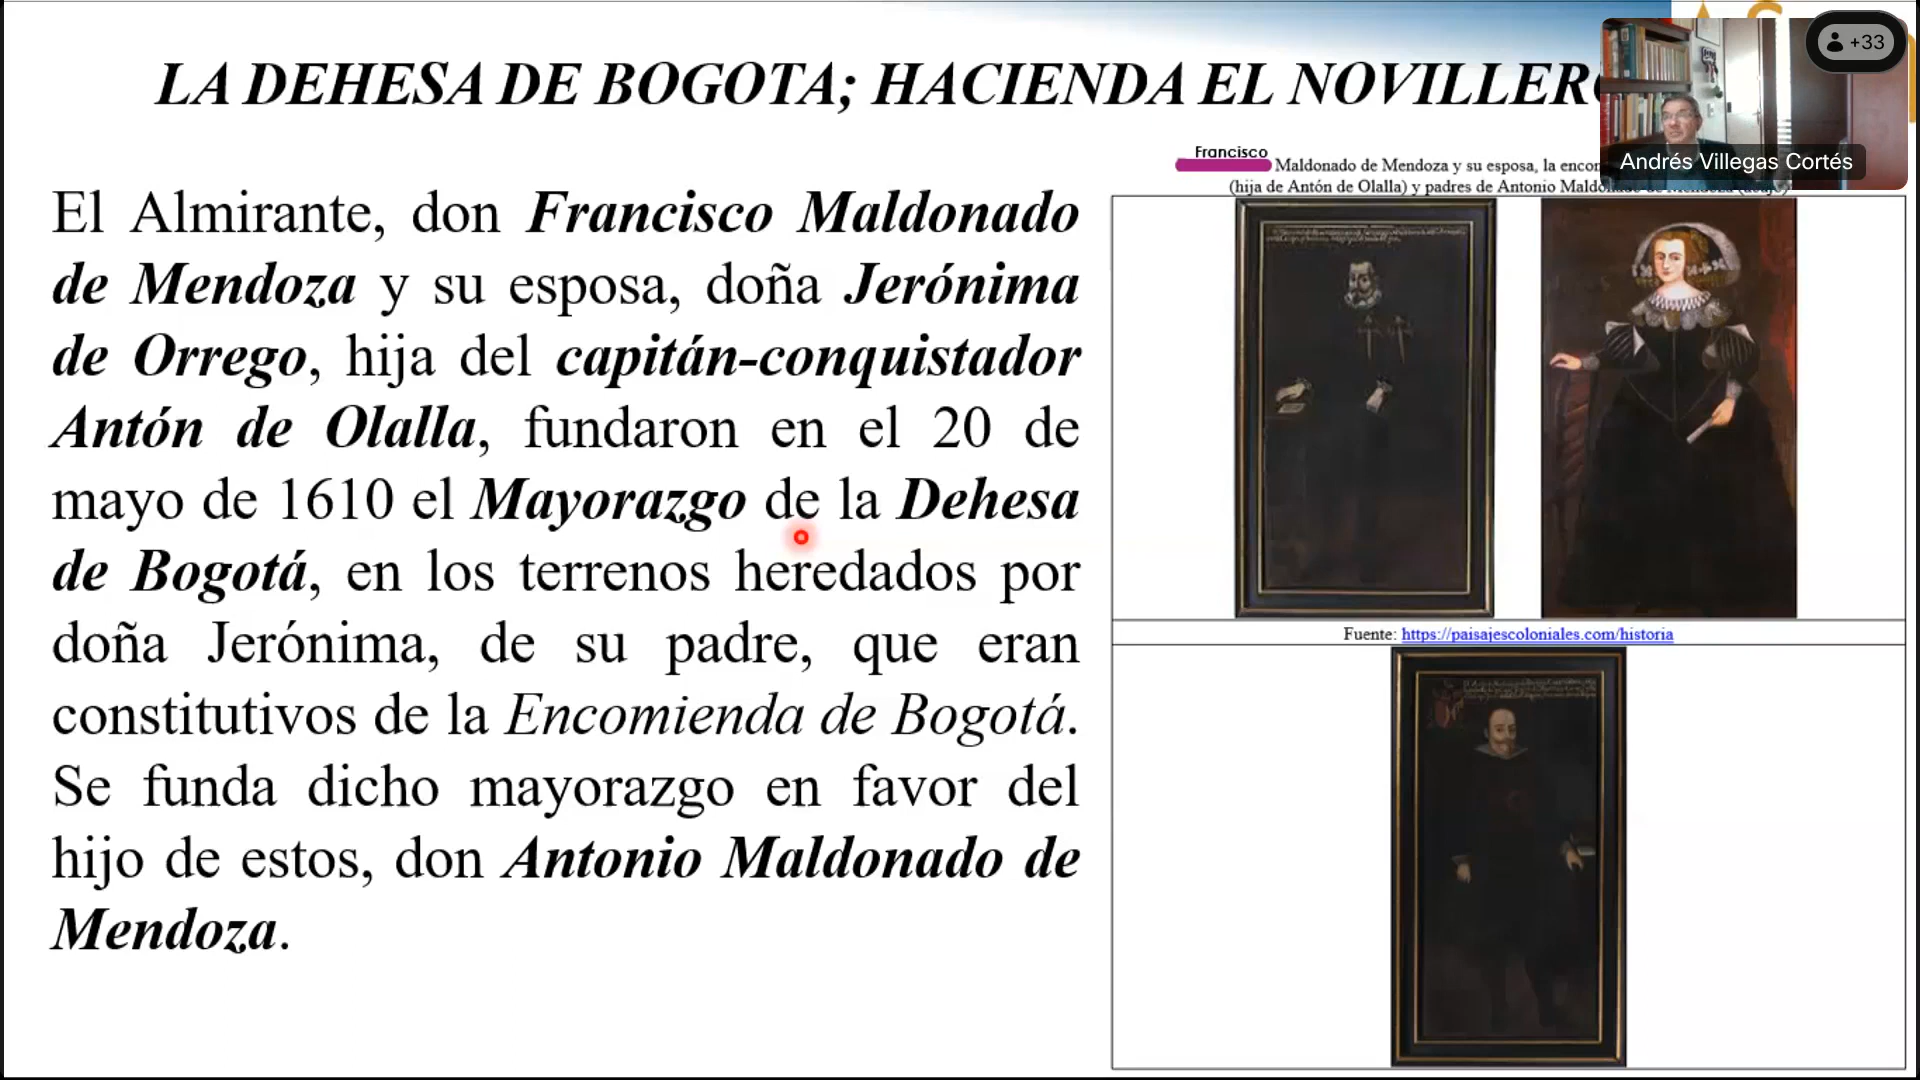 LA DEHESA DE BOGOTA; HACIENDA EL NOVILLERO
+33
Andrés Villegas Cortés
El Almirante, don Francisco Maldonado
de Mendoza y su esposa, doña Jerónima
de Orrego, hija del capitán-conquistador
Antón de Olalla, fundaron en el 20 de
mayo de 1610 el Mayorazgo de la Dehesa
de Bogotá, en los terrenos heredados por
doña Jerónima, de su padre, que eran
constitutivos de la Encomienda de Bogotá.
Se funda dicho mayorazgo en favor del
hijo de estos, don Antonio Maldonado de
Mendoza.
Francisco
Maldonado de Mendoza y su esposa, la
(hija de Antón de Olalla) y padres de Antonio
Fuente: https://paisajescoloniales.com/historia